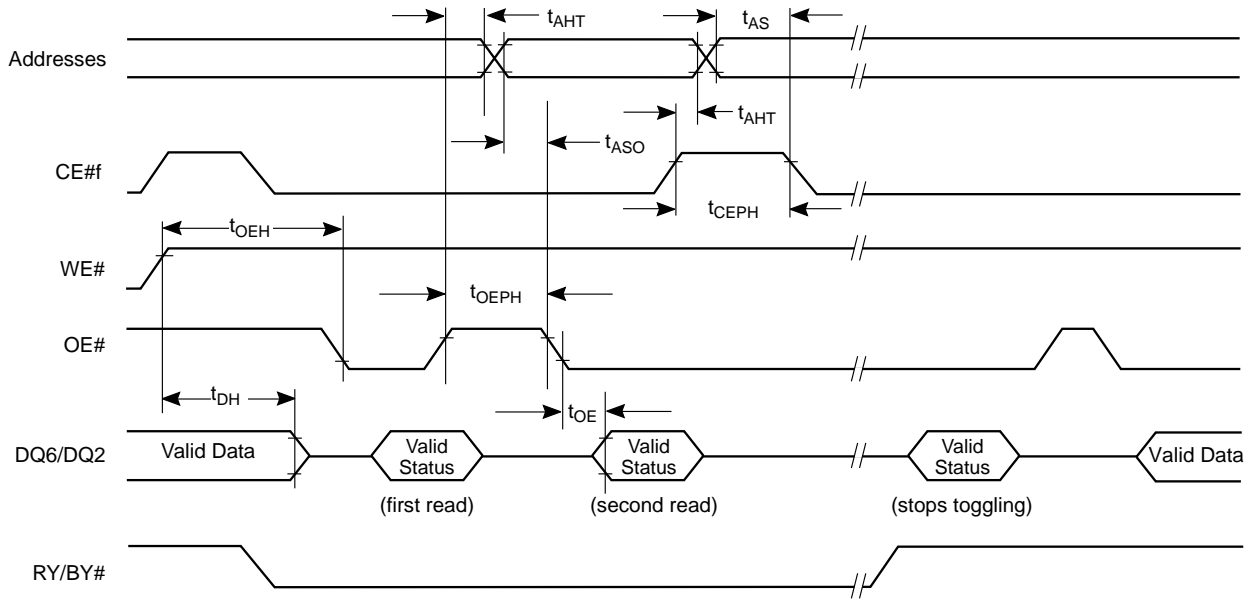 tAHT
tAS
Addresses
tAHT
tASO
CE#f
tCEPH
tOEH
WE#
tOEPH
OE#
tDH
tOE
DQ6/DQ2
Valid Data
Valid
Status
Valid
Status
Valid
Status
Valid Data
(first read)
(second read)
(stops toggling)
RY/BY#